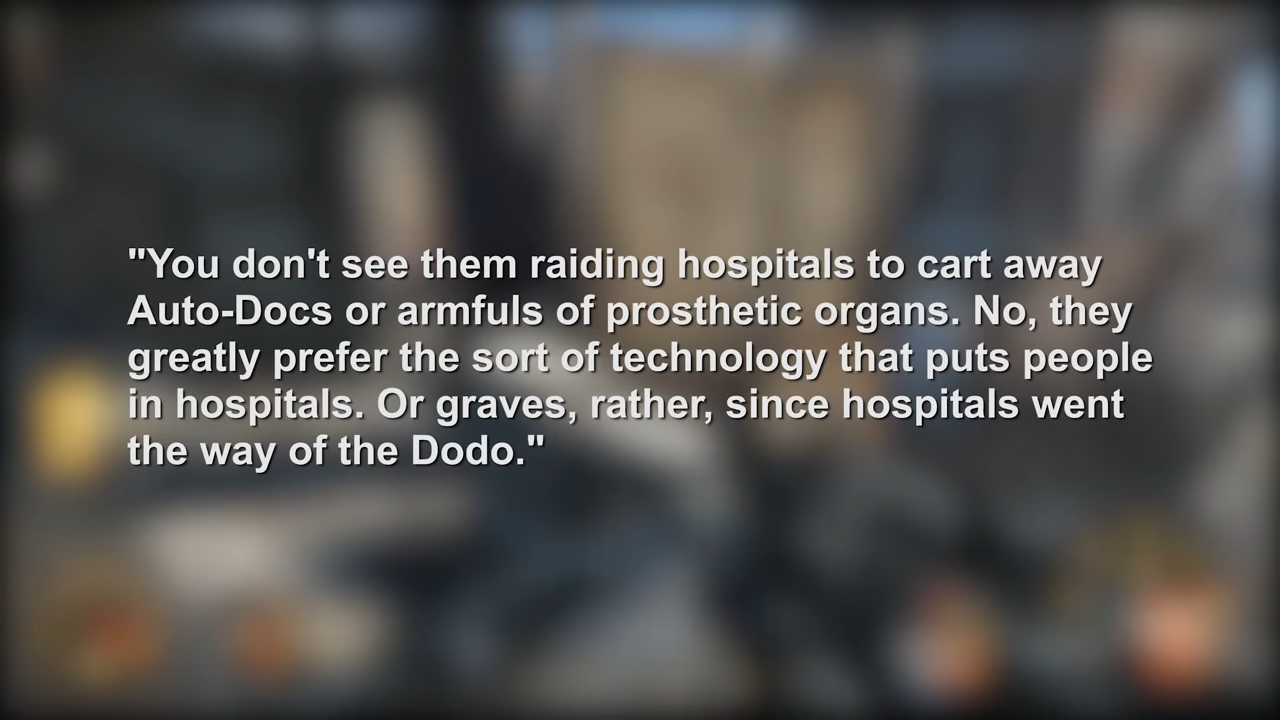 "You don't see them raiding hospitals to cart away
Auto-Docs or armfuls of prosthetic organs. No, they
greatly prefer the sort of technology that puts people
in hospitals. Or graves, rather, since hospitals went
the way of the Dodo."